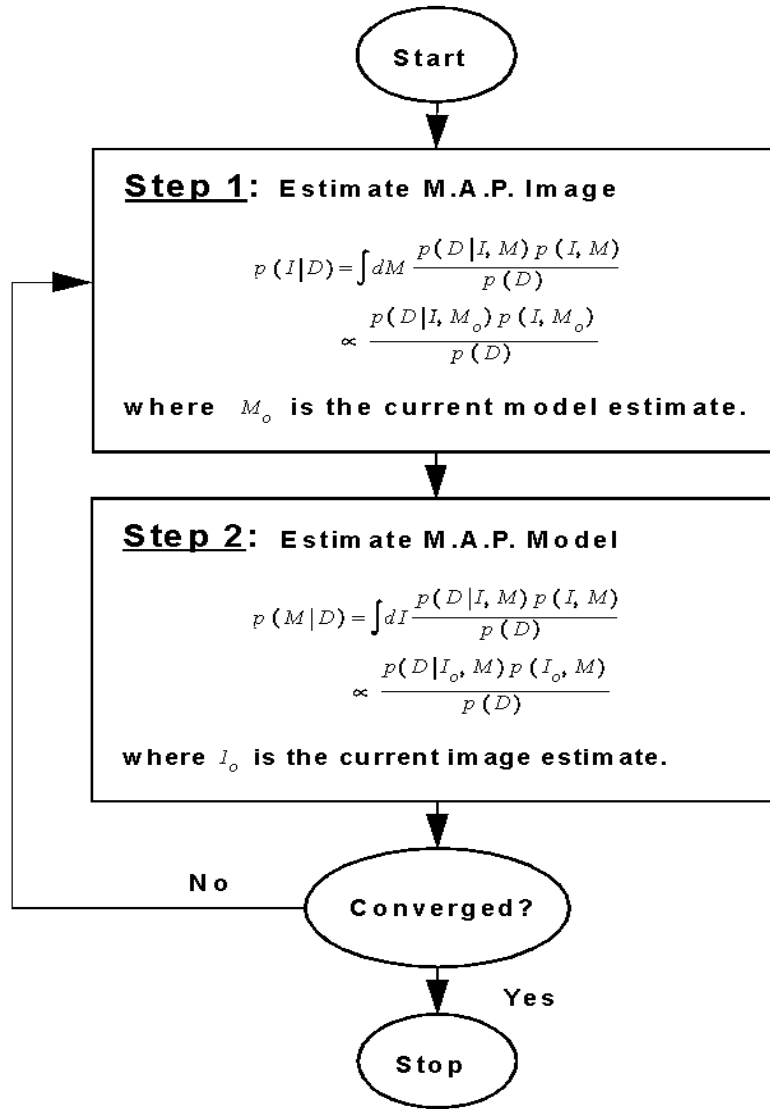 Start
Step 1: Estimate M.A.P. Image
p (I|D) = ∫dM p(D|I, M) p (I, M) / p (D)
∝ p(D|I, M_o) p (I, M_o) / p (D)
where M_o is the current model estimate.
Step 2: Estimate M.A.P. Model
p (M|D) = ∫dI p(D|I, M) p (I, M) / p (D)
∝ p(D|I_o, M) p (I_o, M) / p (D)
where I_o is the current image estimate.
No
Converged?
Yes
Stop